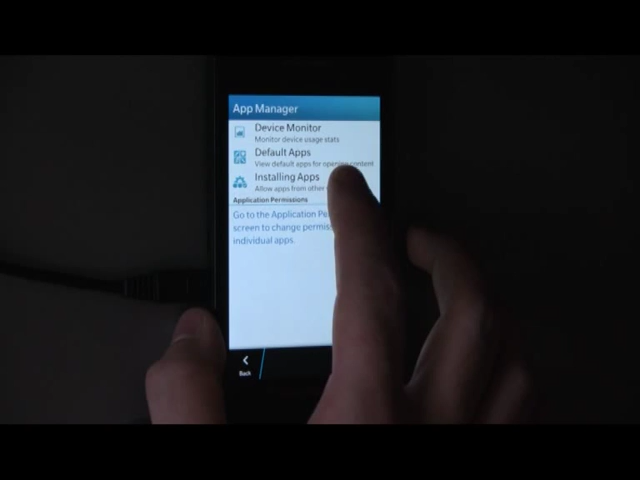 App Manager
Device Monitor
Monitor device usage stats
Default Apps
View default apps for opening content
Installing Apps
Allow apps from other
Application Permissions
Go to the Application
screen to change
individual apps.
Back